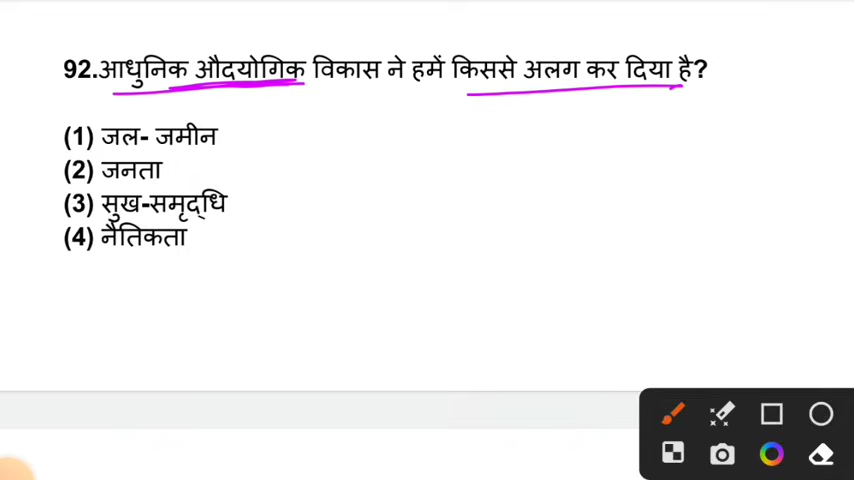 92.आधुनिक औदयोगिक विकास ने हमें किससे अलग कर दिया है?
(1) जल- जमीन
(2) जनता
(3) सुख-समृद्धि
(4) नैतिकता